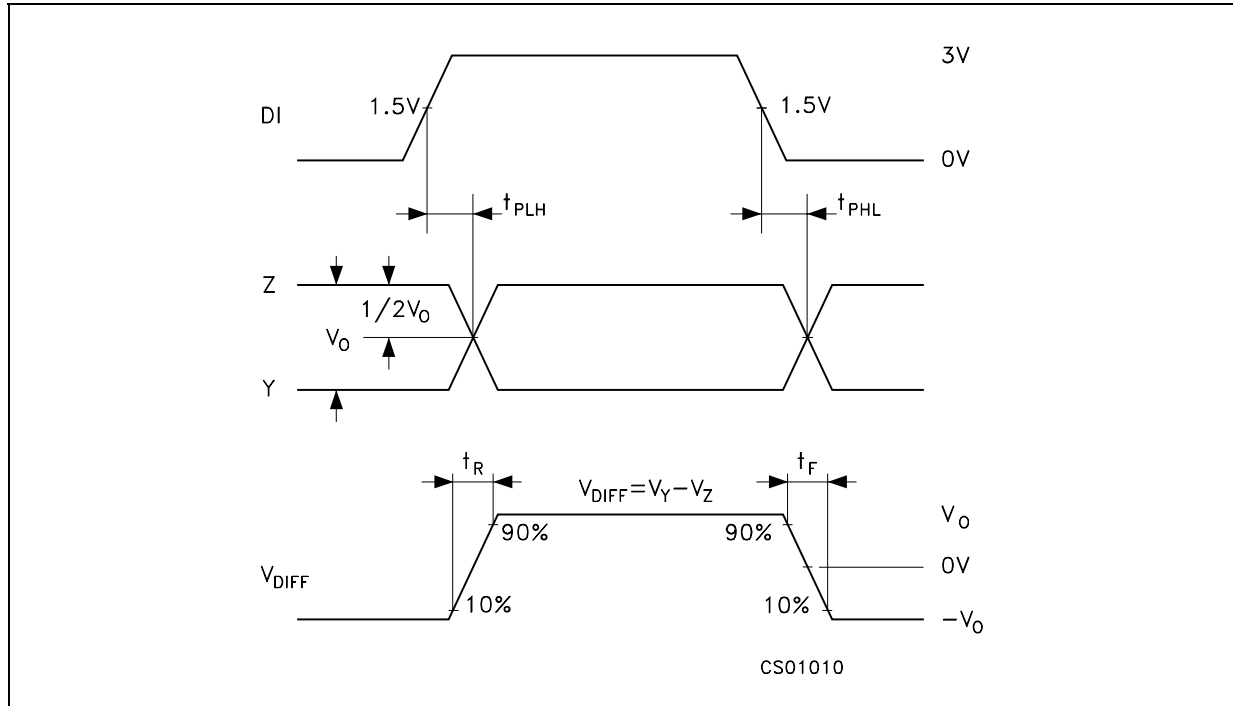 3V
1.5V
1.5V
DI
0V
tPLH
tPHL
Z
1/2VO
VO
Y
tR
tF
VDIFF=VY−VZ
VO
90%
90%
0V
VDIFF
10%
10%
−VO
CS01010